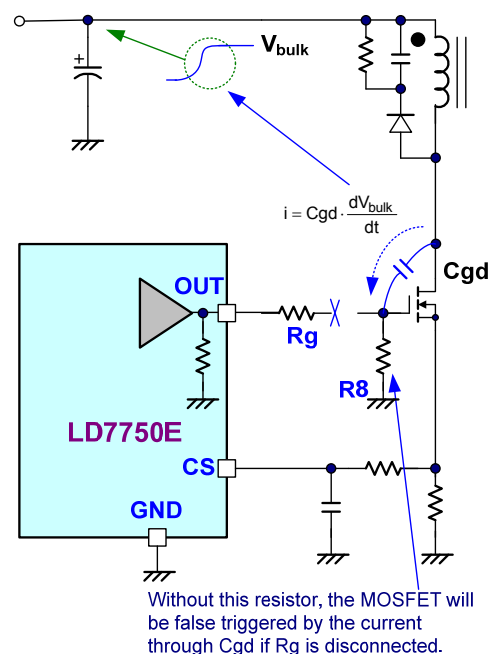 +
Vbulk
i = Cgd · dVbulk
dt
Cgd
OUT
Rg
R8
LD7750E
CS
GND
Without this resistor, the MOSFET will
be false triggered by the current
through Cgd if Rg is disconnected.